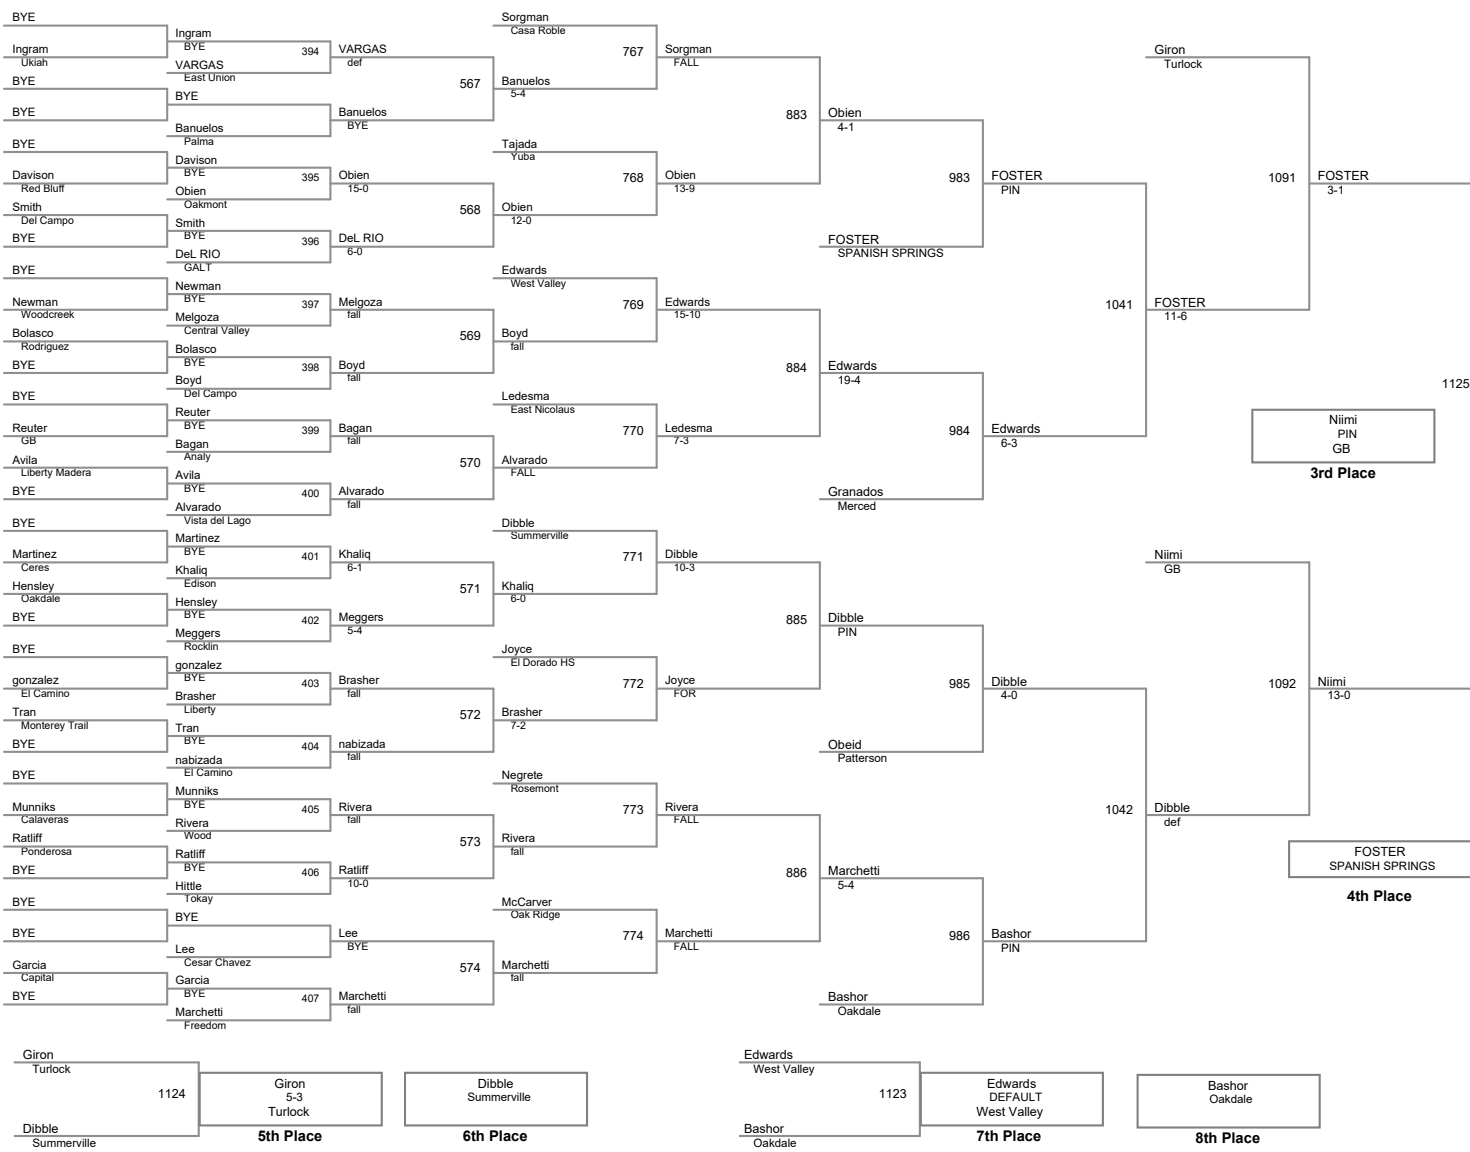 BYE
Ingram
Ukiah
BYE
BYE
BYE
Davison
Red Bluff
Smith
Del Campo
BYE
BYE
Newman
Woodcreek
Bolasco
Rodriguez
BYE
BYE
Reuter
GB
Avila
Liberty Madera
BYE
BYE
Martinez
Ceres
Hensley
Oakdale
BYE
BYE
gonzalez
El Camino
Tran
Monterey Trail
BYE
BYE
Munniks
Calaveras
Ratliff
Ponderosa
BYE
BYE
BYE
Garcia
Capital
BYE
Ingram
BYE
394
VARGAS
East Union
BYE
Banuelos
Palma
Davison
BYE
395
Obien
Oakmont
Smith
BYE
396
DeL RIO
GALT
Newman
BYE
397
Melgoza
Central Valley
Bolasco
BYE
398
Boyd
Del Campo
Reuter
BYE
399
Bagan
Analy
Avila
BYE
400
Alvarado
Vista del Lago
Martinez
BYE
401
Khaliq
Edison
Hensley
BYE
402
Meggers
Rocklin
gonzalez
BYE
403
Brasher
Liberty
Tran
BYE
404
nabizada
El Camino
Munniks
BYE
405
Rivera
Wood
Ratliff
BYE
406
Hittle
Tokay
BYE
Lee
Cesar Chavez
Garcia
BYE
407
Marchetti
Freedom
VARGAS
def
567
Banuelos
BYE
Obien
15-0
568
DeL RIO
6-0
Melgoza
fall
569
Boyd
fall
Bagan
fall
570
Alvarado
fall
Khaliq
6-1
571
Meggers
5-4
Brasher
fall
572
nabizada
fall
Rivera
fall
573
Ratliff
10-0
Lee
BYE
574
Marchetti
fall
Sorgman
Casa Roble
767
Banuelos
5-4
Tajada
Yuba
768
Obien
12-0
Edwards
West Valley
769
Boyd
fall
Ledesma
East Nicolaus
770
Alvarado
FALL
Dibble
Summerville
771
Khaliq
6-0
Joyce
El Dorado HS
772
Brasher
7-2
Negrete
Rosemont
773
Rivera
fall
McCarver
Oak Ridge
774
Marchetti
fall
Sorgman
FALL
883
Obien
13-9
Edwards
15-10
884
Ledesma
7-3
Dibble
10-3
885
Joyce
FOR
Rivera
FALL
886
Marchetti
FALL
Obien
4-1
983
FOSTER
SPANISH SPRINGS
Edwards
19-4
984
Granados
Merced
Dibble
PIN
985
Obeid
Patterson
Marchetti
5-4
986
Bashor
Oakdale
FOSTER
PIN
1041
Edwards
6-3
Dibble
4-0
1042
Bashor
PIN
Giron
Turlock
1091
FOSTER
11-6
Niimi
GB
1092
Dibble
def
FOSTER
3-1
1125
Niimi
PIN
GB
3rd Place
Niimi
13-0
FOSTER
SPANISH SPRINGS
4th Place
Giron
Turlock
1124
Dibble
Summerville
Giron
5-3
Turlock
5th Place
Dibble
Summerville
6th Place
Edwards
West Valley
1123
Bashor
Oakdale
Edwards
DEFAULT
West Valley
7th Place
Bashor
Oakdale
8th Place